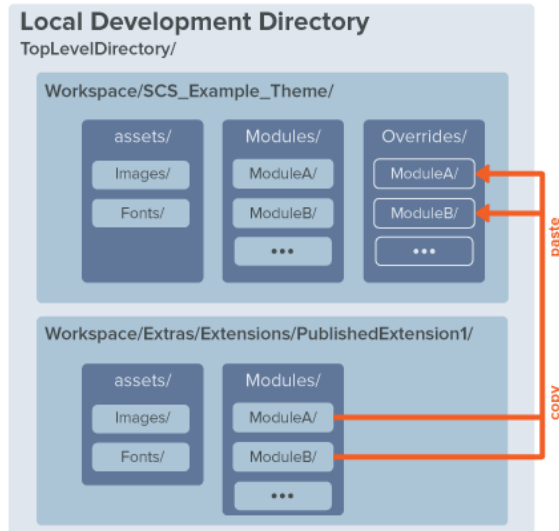 Local Development Directory
TopLevelDirectory/
Workspace/SCS_Example_Theme/
assets/
Images/
Fonts/
Modules/
ModuleA/
ModuleB/
•••
Overrides/
ModuleA/
ModuleB/
•••
paste
Workspace/Extras/Extensions/PublishedExtension1/
assets/
Images/
Fonts/
Modules/
ModuleA/
ModuleB/
•••
copy